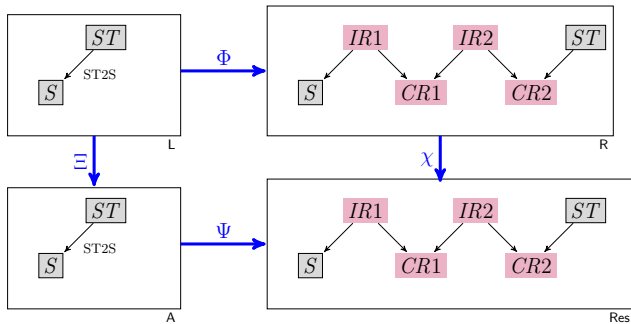 ST IR1 IR2 ST
Φ
ST2S
S S CR1 CR2
L R
Ξ χ
ST IR1 IR2 ST
Ψ
ST2S
S S CR1 CR2
A Res